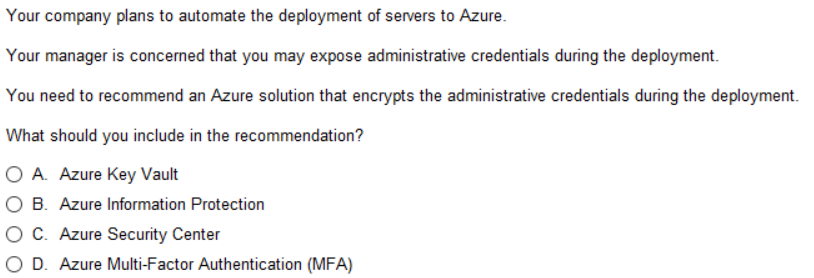 Your company plans to automate the deployment of servers to Azure.
Your manager is concerned that you may expose administrative credentials during the deployment.
You need to recommend an Azure solution that encrypts the administrative credentials during the deployment.
What should you include in the recommendation?
A. Azure Key Vault
B. Azure Information Protection
C. Azure Security Center
D. Azure Multi-Factor Authentication (MFA)